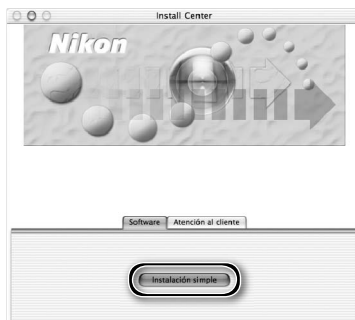 Install Center
Nikon
Software Atención al cliente
Instalación simple